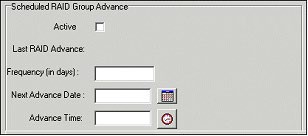 Scheduled RAID Group Advance
Active
Last RAID Advance:
Frequency (in days) :
Next Advance Date :
Advance Time: